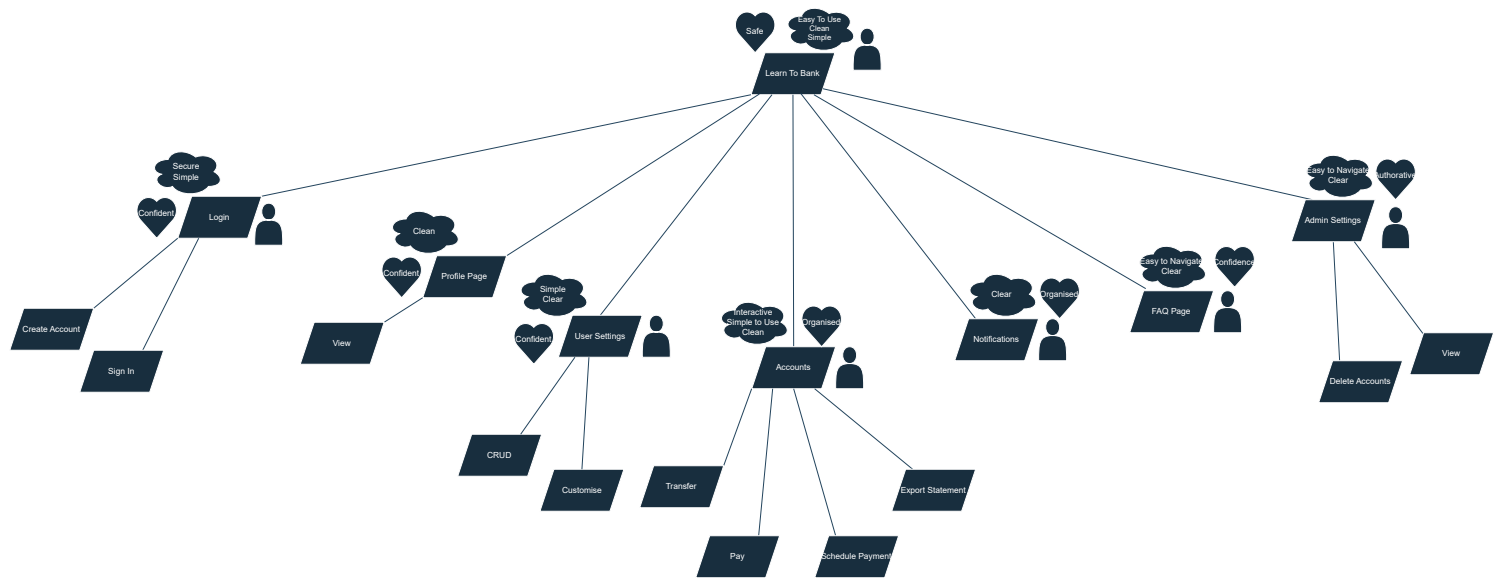 Safe
Easy To Use
Clean
Simple
Learn To Bank
Secure
Simple
Confident
Login
Create Account
Sign In
Clean
Confident
Profile Page
View
Simple
Clear
Confident
User Settings
CRUD
Customise
Interactive
Simple to Use
Clean
Organised
Accounts
Transfer
Pay
Schedule Payment
Export Statement
Clear
Organised
Notifications
Easy to Navigate
Clear
Confidence
FAQ Page
Easy to Navigate
Clear
Authorative
Admin Settings
Delete Accounts
View